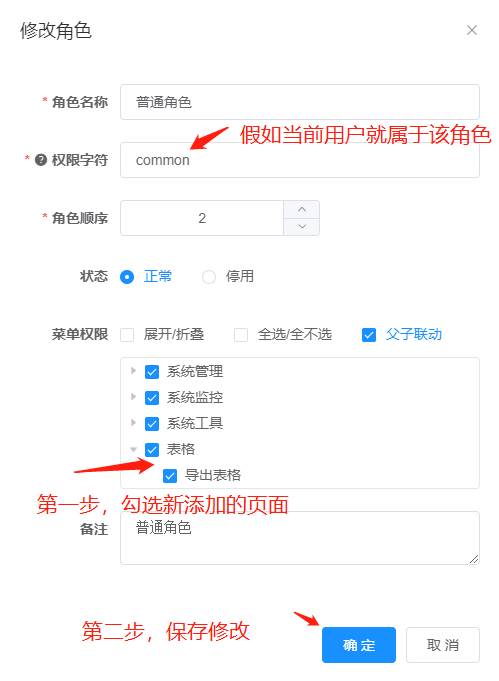 修改角色
* 角色名称 普通角色
假如当前用户就属于该角色
* ? 权限字符 common
* 角色顺序 2
状态 正常 停用
菜单权限 展开/折叠 全选/全不选 父子联动
系统管理
系统监控
系统工具
表格
导出表格
第一步，勾选新添加的页面
备注 普通角色
第二步，保存修改
确 定 取 消